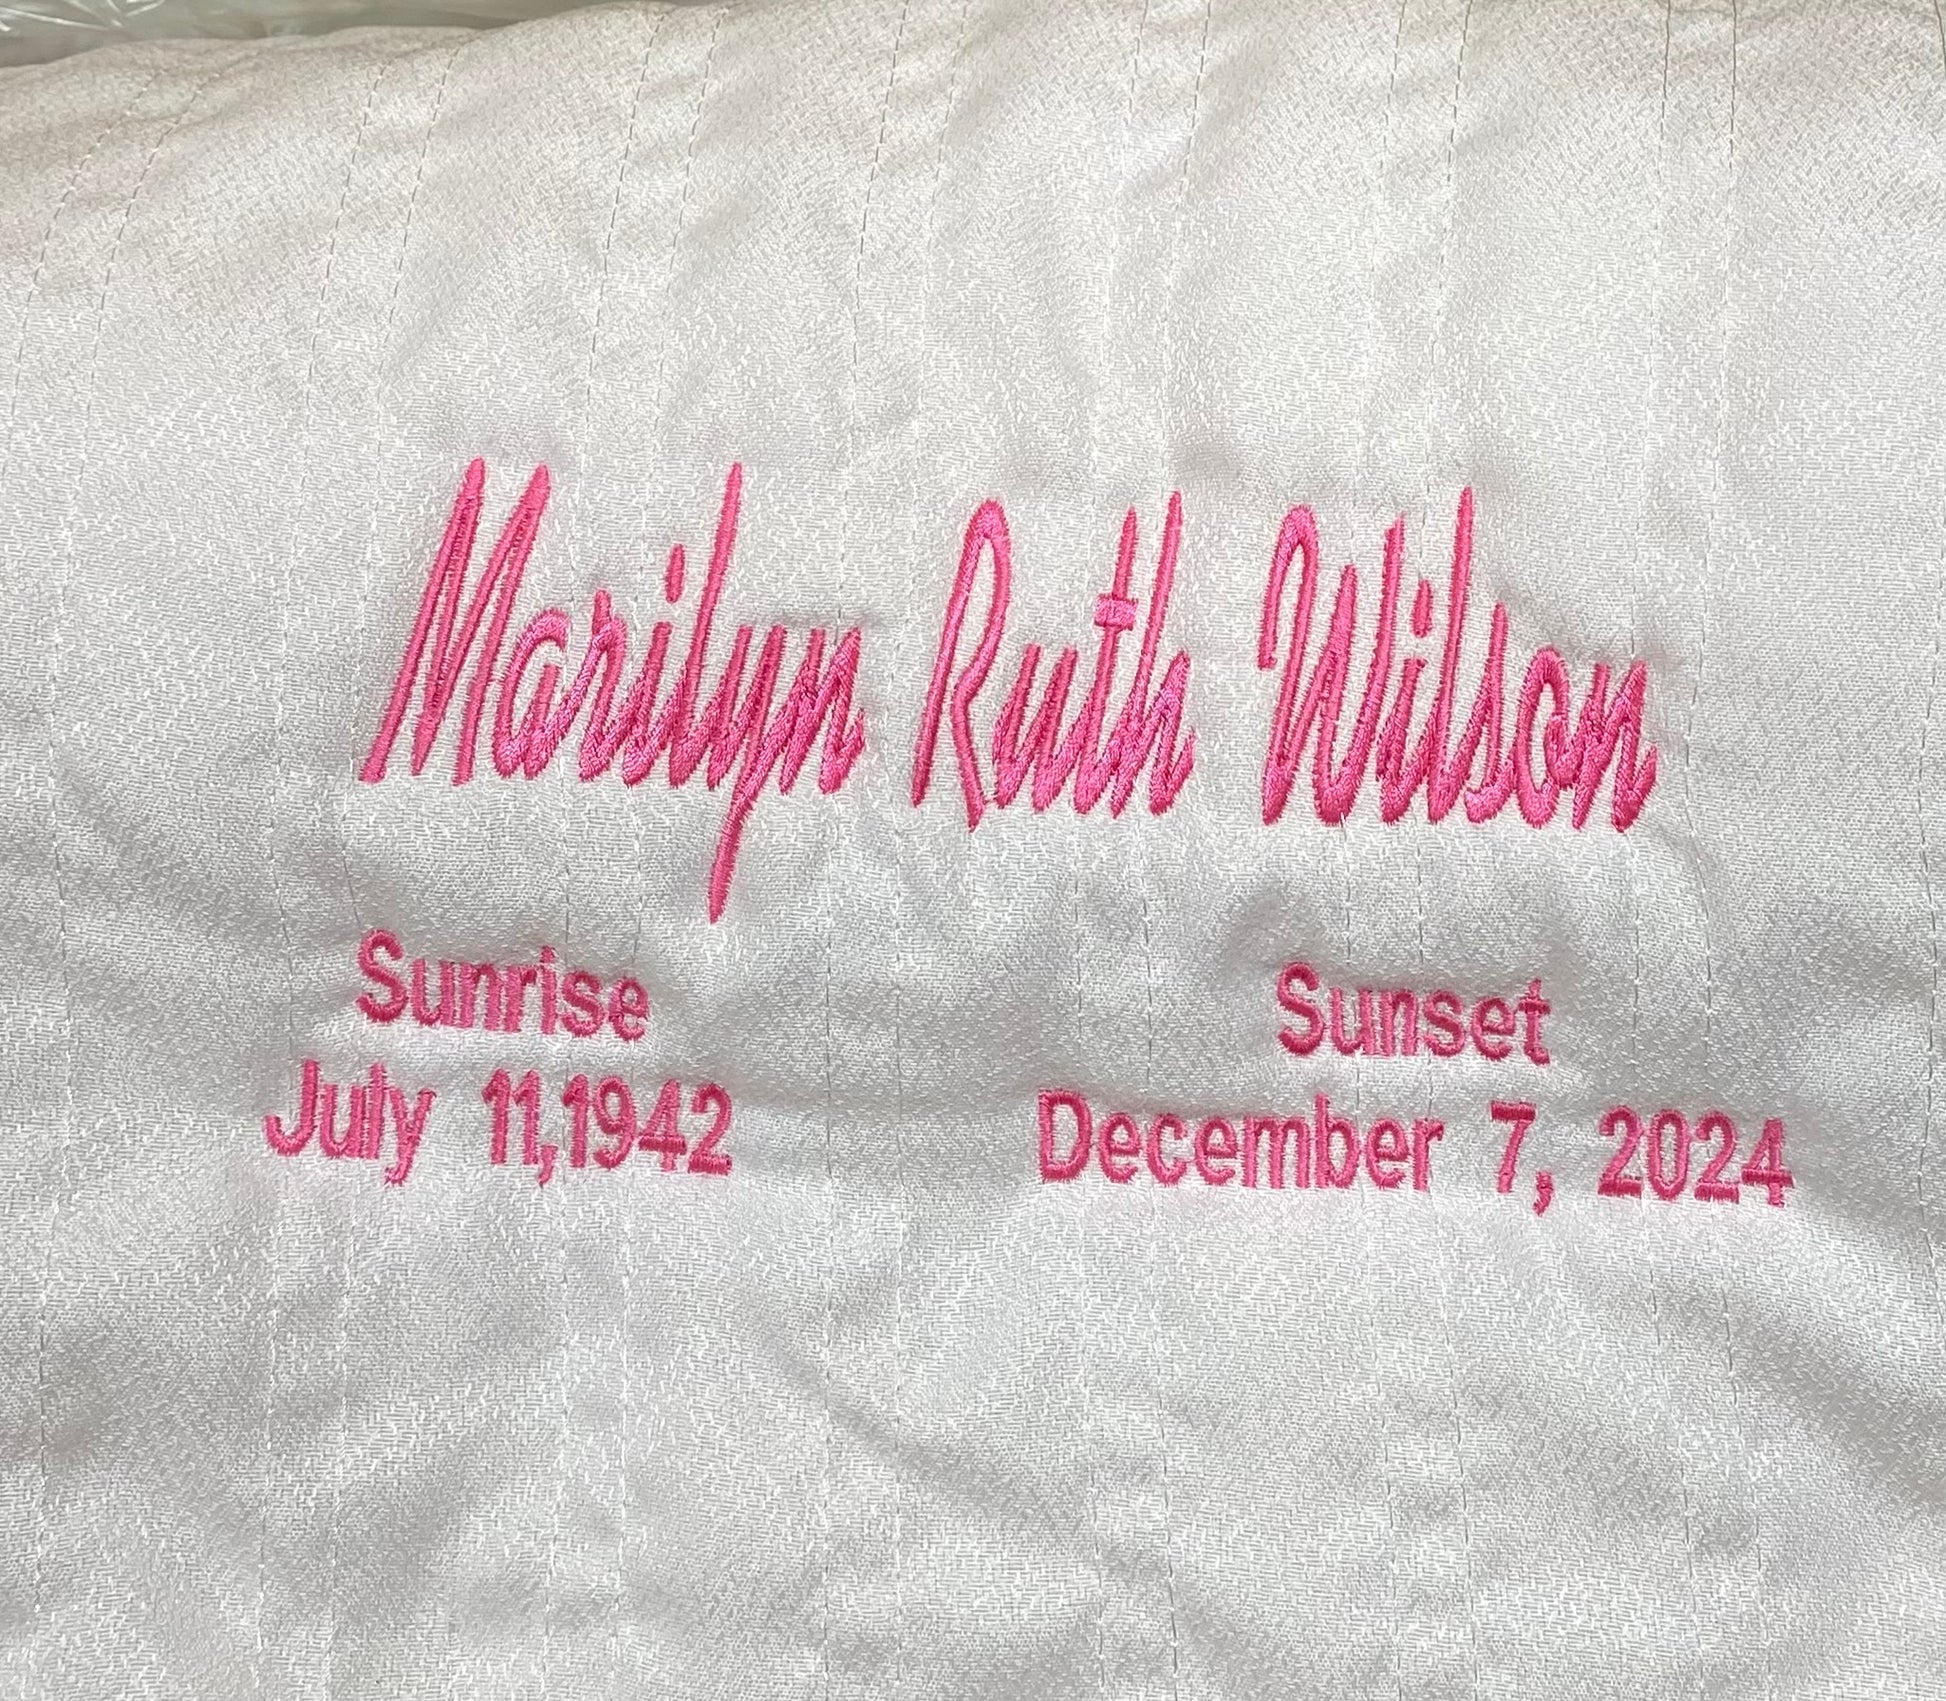 Marilyn Ruth Wilson
Sunrise
July 11,1942
Sunset
December 7, 2024